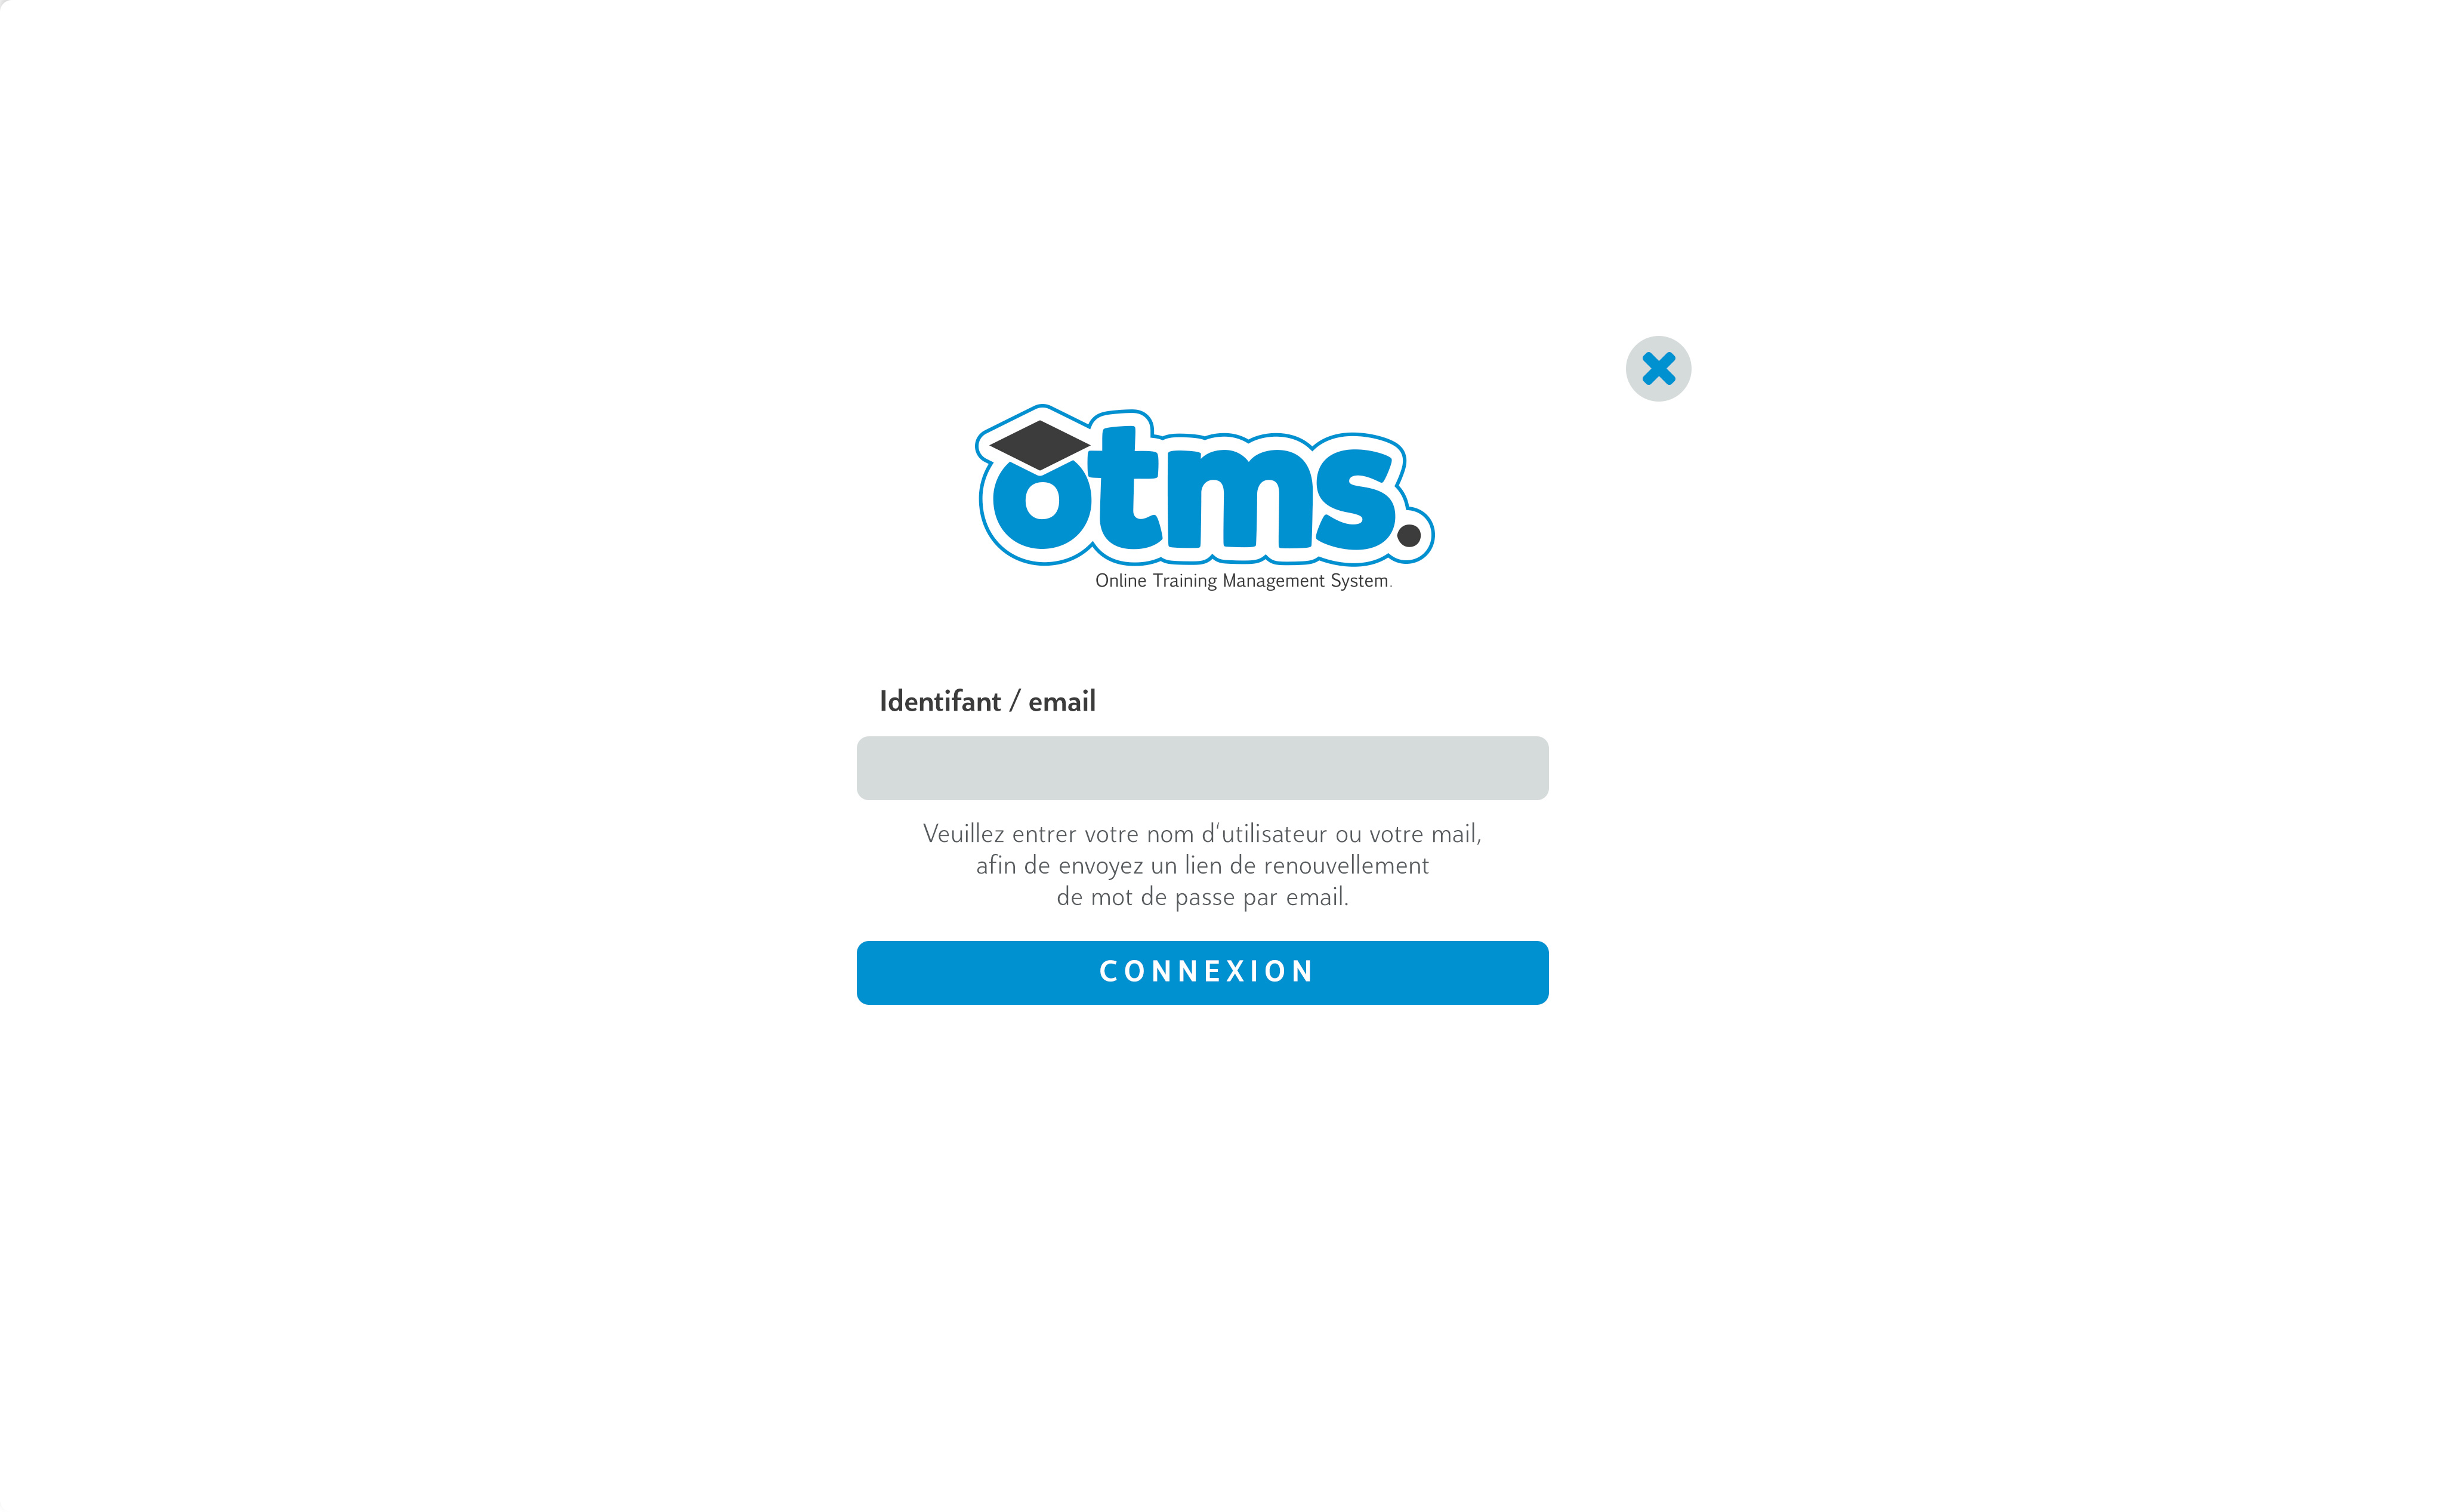 otms.
Online Training Management System.
Identifant / email
Veuillez entrer votre nom d'utilisateur ou votre mail,
afin de envoyez un lien de renouvellement
de mot de passe par email.
CONNEXION